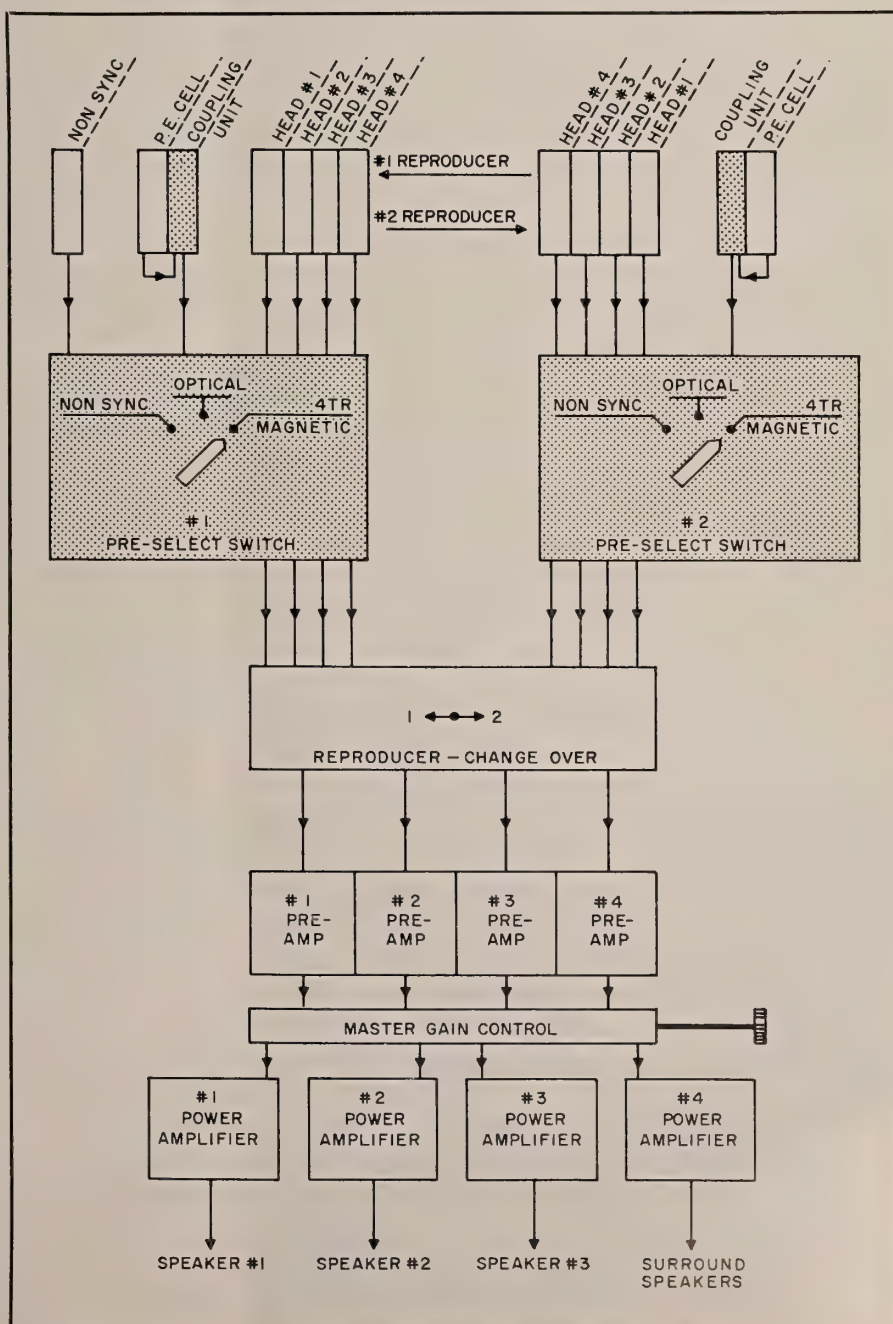 NON SYNC
P.E. CELL
COUPLING
UNIT
HEAD #1
HEAD #2
HEAD #3
HEAD #4
HEAD #4
HEAD #3
HEAD #2
HEAD #1
COUPLING
UNIT
P.E. CELL
#1 REPRODUCER
#2 REPRODUCER
OPTICAL
NON SYNC
4TR
MAGNETIC
#1
PRE-SELECT SWITCH
OPTICAL
NON SYNC
4TR
MAGNETIC
#2
PRE-SELECT SWITCH
1 2
REPRODUCER – CHANGE OVER
#1
PRE-
AMP
#2
PRE-
AMP
#3
PRE-
AMP
#4
PRE-
AMP
MASTER GAIN CONTROL
#1
POWER
AMPLIFIER
#2
POWER
AMPLIFIER
#3
POWER
AMPLIFIER
#4
POWER
AMPLIFIER
SPEAKER #1
SPEAKER #2
SPEAKER #3
SURROUND
SPEAKERS